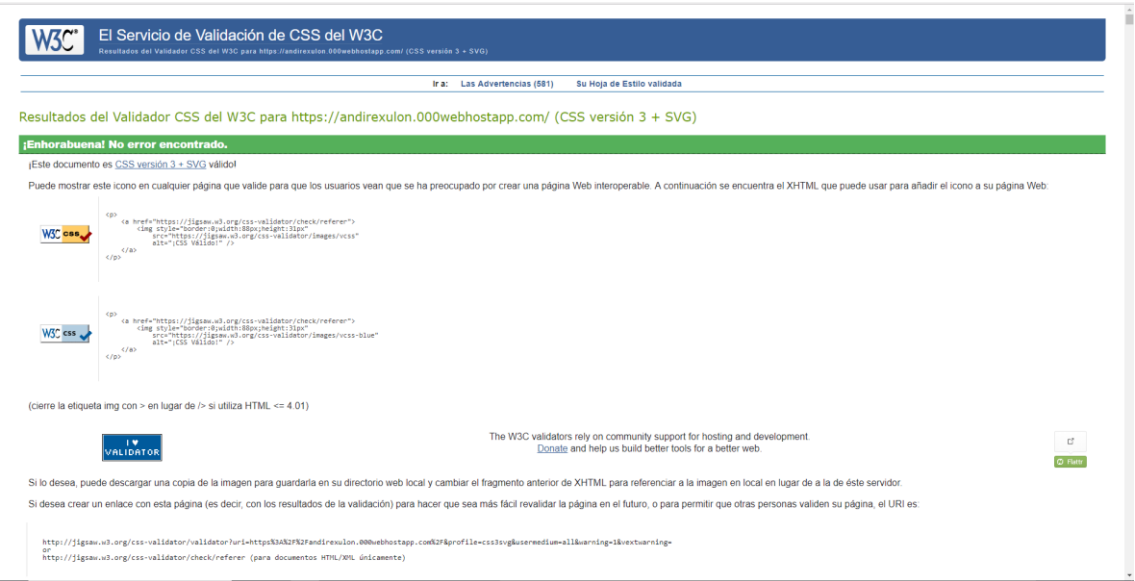 W3C®
El Servicio de Validación de CSS del W3C
Resultados del Validador CSS del W3C para https://andirexulon.000webhostapp.com/ (CSS versión 3 + SVG)
Ir a: Las Advertencias (581) Su Hoja de Estilo validada
Resultados del Validador CSS del W3C para https://andirexulon.000webhostapp.com/ (CSS versión 3 + SVG)
¡Enhorabuena! No error encontrado.
¡Este documento es CSS versión 3 + SVG válido!
Puede mostrar este icono en cualquier página que valide para que los usuarios vean que se ha preocupado por crear una página Web interoperable. A continuación se encuentra el XHTML que puede usar para añadir el icono a su página Web:
W3C css
<p>
<a href="https://jigsaw.w3.org/css-validator/check/referer">
<img style="border:0;width:88px;height:31px"
src="https://jigsaw.w3.org/css-validator/images/vcss"
alt="¡CSS Válido!" />
</a>
</p>
W3C css
<p>
<a href="https://jigsaw.w3.org/css-validator/check/referer">
<img style="border:0;width:88px;height:31px"
src="https://jigsaw.w3.org/css-validator/images/vcss-blue"
alt="¡CSS Válido!" />
</a>
</p>
(cierre la etiqueta img con > en lugar de /> si utiliza HTML <= 4.01)
I ♥
VALIDATOR
The W3C validators rely on community support for hosting and development.
Donate and help us build better tools for a better web.
Flattr
Si lo desea, puede descargar una copia de la imagen para guardarla en su directorio web local y cambiar el fragmento anterior de XHTML para referenciar a la imagen en local en lugar de a la de éste servidor.
Si desea crear un enlace con esta página (es decir, con los resultados de la validación) para hacer que sea más fácil revalidar la página en el futuro, o para permitir que otras personas validen su página, el URI es:
http://jigsaw.w3.org/css-validator/validator?uri=https%3A%2F%2Fandirexulon.000webhostapp.com%2F&profile=css3svg&usermedium=all&warning=1&vextwarning=
or
http://jigsaw.w3.org/css-validator/check/referer (para documentos HTML/XML únicamente)